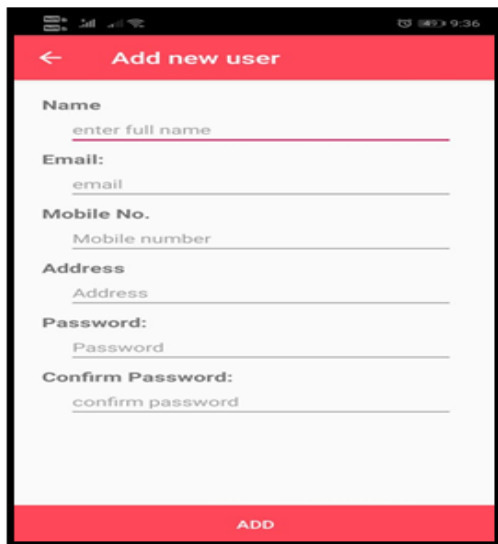 9:36
Add new user
Name
enter full name
Email:
email
Mobile No.
Mobile number
Address
Address
Password:
Password
Confirm Password:
confirm password
ADD